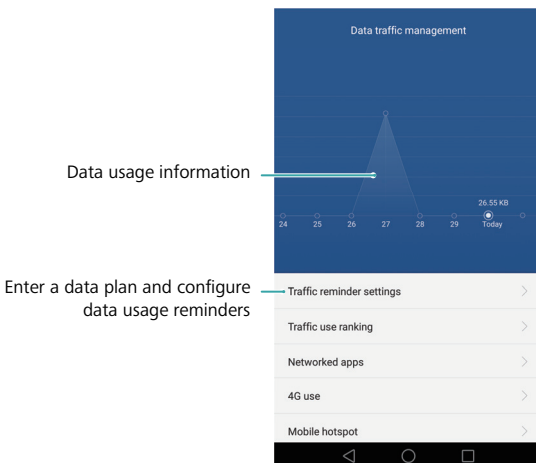 Data traffic management
Data usage information
26.55 KB
24 25 26 27 28 29 Today
Enter a data plan and configure
data usage reminders
Traffic reminder settings
Traffic use ranking
Networked apps
4G use
Mobile hotspot